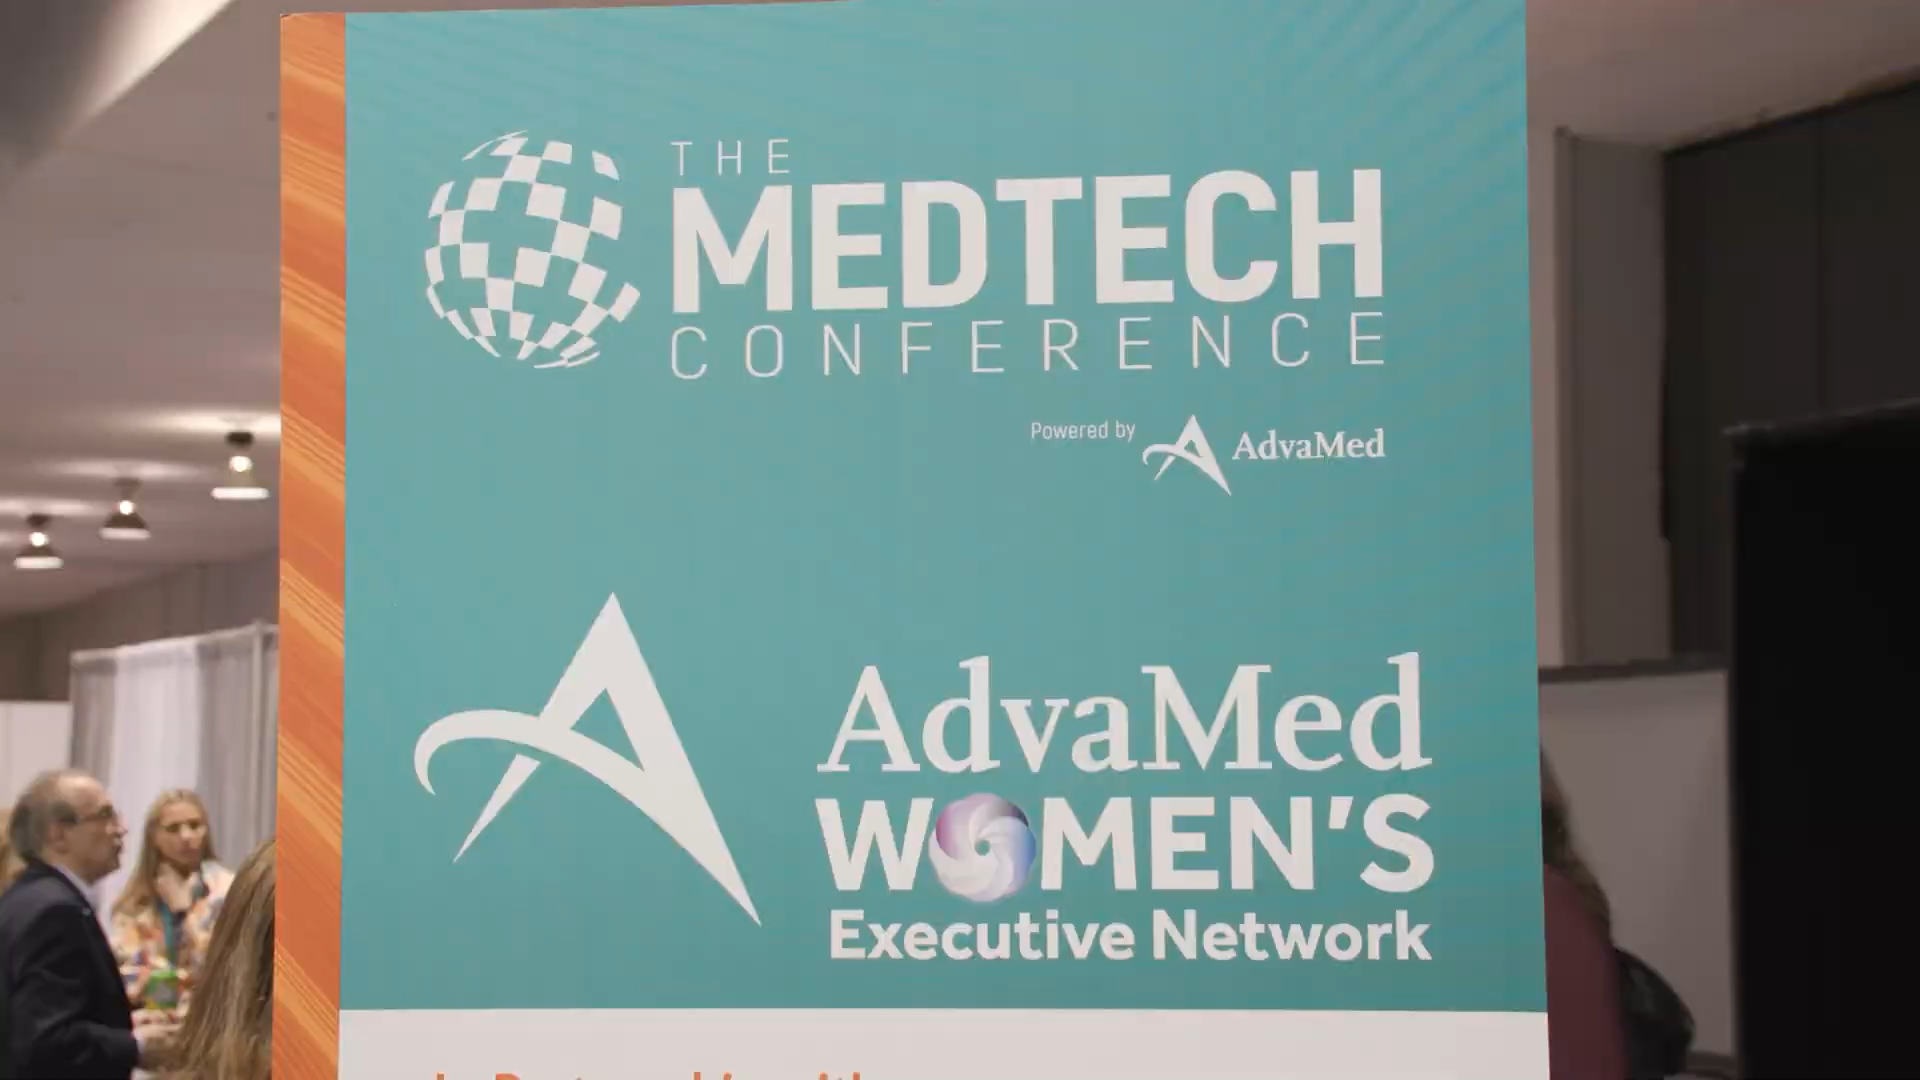 THE
MEDTECH
CONFERENCE
Powered by AdvaMed
AdvaMed
WOMEN'S
Executive Network